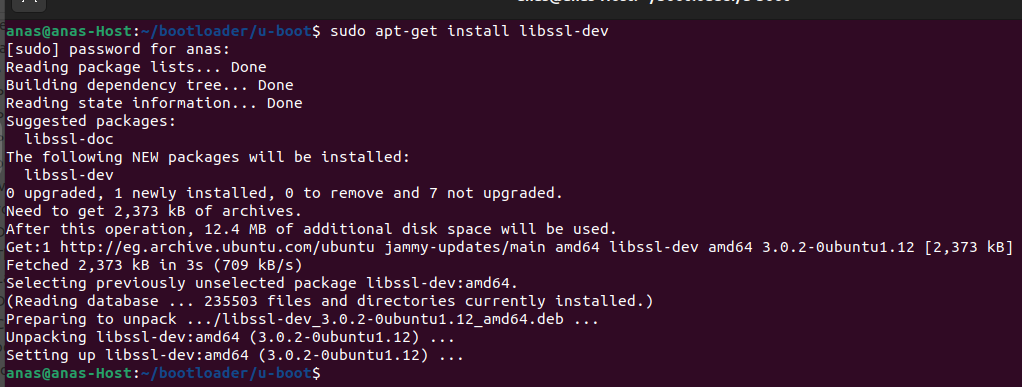 anas@anas-Host:~/bootloader/u-boot$ sudo apt-get install libssl-dev
[sudo] password for anas:
Reading package lists... Done
Building dependency tree... Done
Reading state information... Done
Suggested packages:
  libssl-doc
The following NEW packages will be installed:
  libssl-dev
0 upgraded, 1 newly installed, 0 to remove and 7 not upgraded.
Need to get 2,373 kB of archives.
After this operation, 12.4 MB of additional disk space will be used.
Get:1 http://eg.archive.ubuntu.com/ubuntu jammy-updates/main amd64 libssl-dev amd64 3.0.2-0ubuntu1.12 [2,373 kB]
Fetched 2,373 kB in 3s (709 kB/s)
Selecting previously unselected package libssl-dev:amd64.
(Reading database ... 235503 files and directories currently installed.)
Preparing to unpack .../libssl-dev_3.0.2-0ubuntu1.12_amd64.deb ...
Unpacking libssl-dev:amd64 (3.0.2-0ubuntu1.12) ...
Setting up libssl-dev:amd64 (3.0.2-0ubuntu1.12) ...
anas@anas-Host:~/bootloader/u-boot$